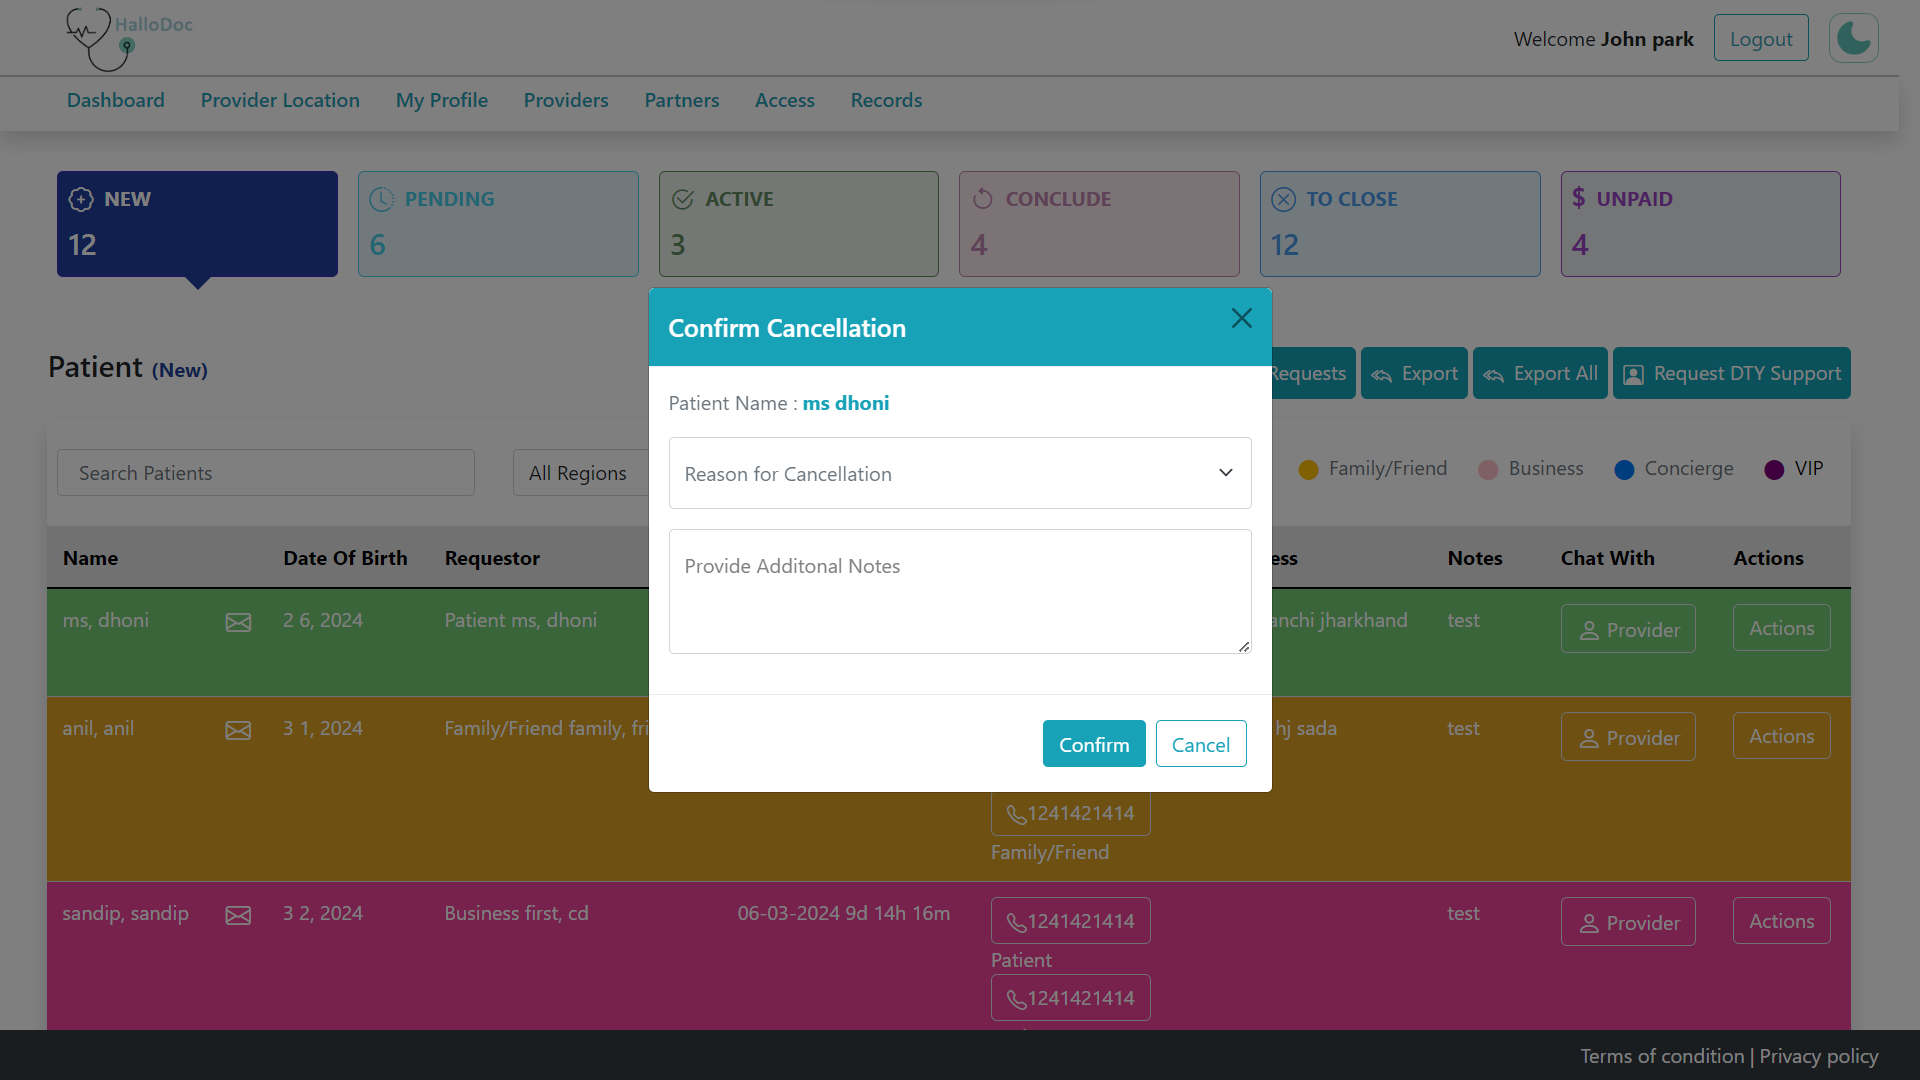 HalloDoc
Welcome John park
Logout
Dashboard
Provider Location
My Profile
Providers
Partners
Access
Records
NEW
12
PENDING
6
ACTIVE
3
CONCLUDE
4
TO CLOSE
12
$ UNPAID
4
Patient (New)
Requests
Export
Export All
Request DTY Support
Search Patients
All Regions
Family/Friend
Business
Concierge
VIP
Confirm Cancellation
Patient Name : ms dhoni
Reason for Cancellation
Provide Additonal Notes
Confirm
Cancel
Name
Date Of Birth
Requestor
Notes
Chat With
Actions
ms, dhoni
2 6, 2024
Patient ms, dhoni
jharkhand
test
Provider
Actions
anil, anil
3 1, 2024
Family/Friend family,
hj sada
test
Provider
Actions
1241421414
Family/Friend
sandip, sandip
3 2, 2024
Business first, cd
06-03-2024 9d 14h 16m
1241421414
Patient
1241421414
test
Provider
Actions
Terms of condition | Privacy policy